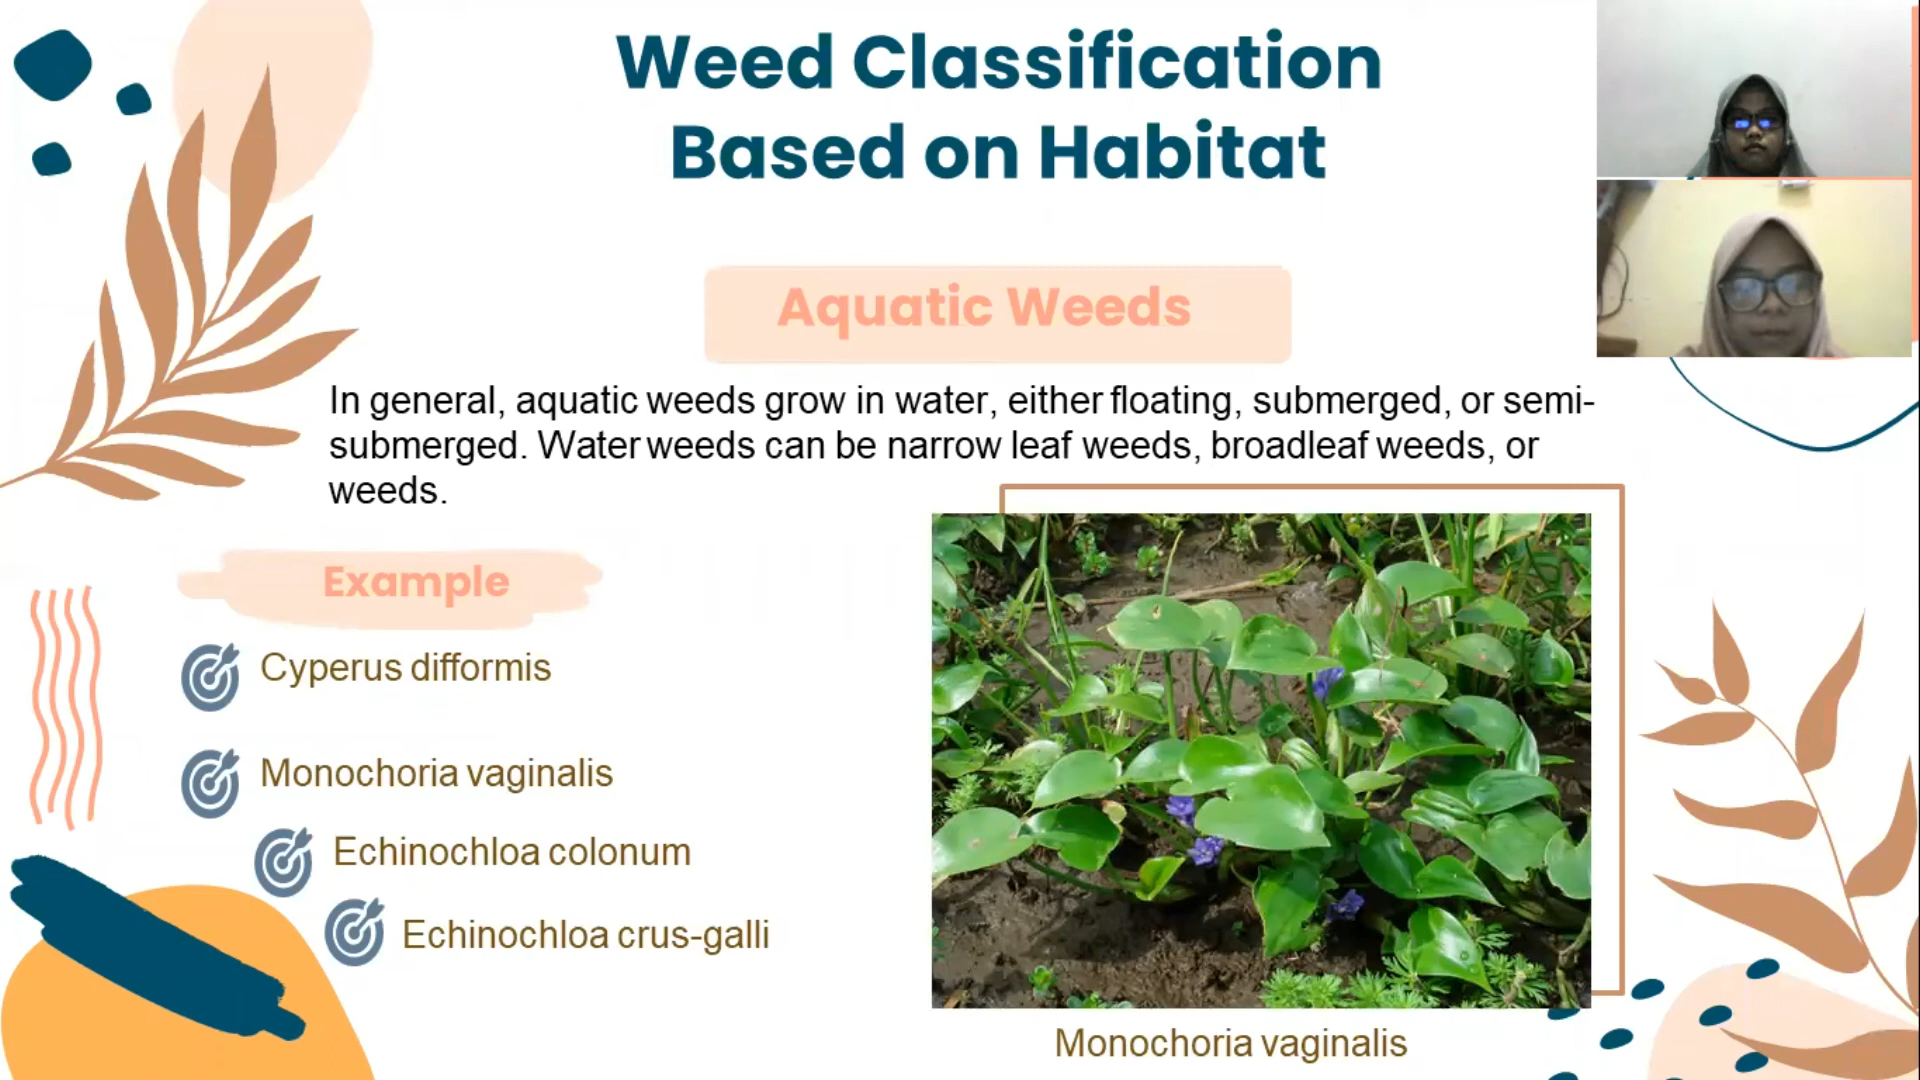 Weed Classification
Based on Habitat
Aquatic Weeds
In general, aquatic weeds grow in water, either floating, submerged, or semi-
submerged. Water weeds can be narrow leaf weeds, broadleaf weeds, or
weeds.
Example
Cyperus difformis
Monochoria vaginalis
Echinochloa colonum
Echinochloa crus-galli
Monochoria vaginalis